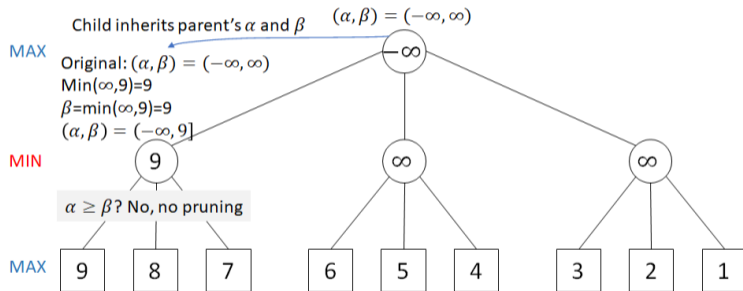 Child inherits parent's α and β
(α, β) = (−∞, ∞)
MAX
−∞
Original: (α, β) = (−∞, ∞)
Min(∞,9)=9
β=min(∞,9)=9
(α, β) = (−∞, 9]
MIN
9
∞
∞
α ≥ β? No, no pruning
MAX
9
8
7
6
5
4
3
2
1